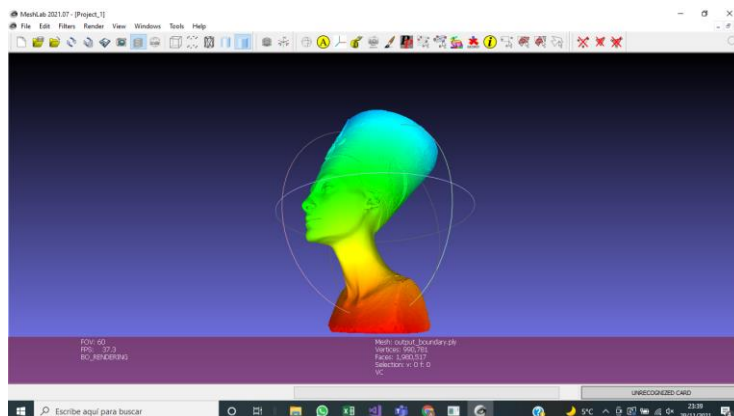 MeshLab 2021.07 - [Project_1]
File Edit Filters Render View Windows Tools Help
FOV: 60
FPS: 37.3
BO_RENDERING
Mesh: output_boundary.ply
Vertices: 990,781
Faces: 1,980,517
Selection: v: 0 f: 0
VC
UNRECOGNIZED CARD
Escribe aquí para buscar
5°C
23:39